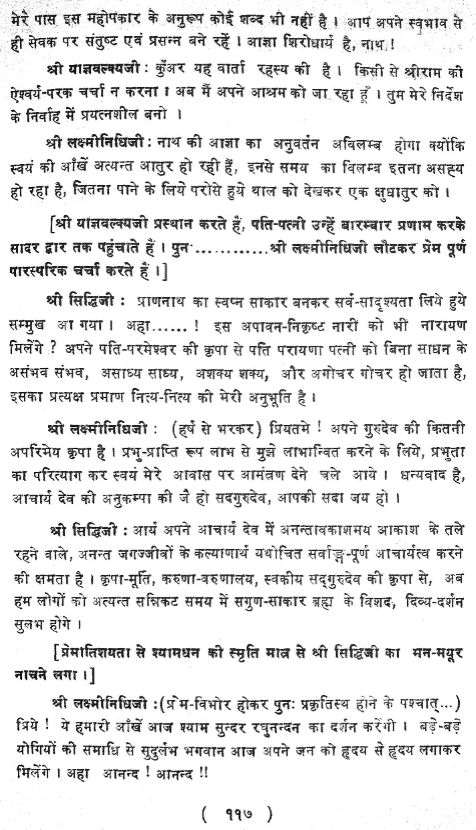 मेरे पास इस महोपकार के अनुरूप कोई शब्द भी नहीं है । आप अपने स्वभाव से
ही सेवक पर संतुष्ट एवं प्रसन्न बने रहें । आज्ञा शिरोधार्य है, नाथ !
श्री याज्ञवल्क्यजी : कुँअर यह वार्ता रहस्य की है । किसी से श्रीराम की
ऐश्वर्य-परक चर्चा न करना । अब मैं अपने आश्रम को जा रहा हूँ । तुम मेरे निर्देश
के निर्वाह में प्रयत्नशील बनो ।
श्री लक्ष्मीनिधिजी : नाथ की आज्ञा का अनुवर्तन अविलम्ब होगा क्योंकि
स्वयं की आँखें अत्यन्त आतुर हो रही हैं, इनसे समय का विलम्ब इतना असह्य
हो रहा है, जितना पाने के लिये परोसे हुये थाल को देखकर एक क्षुधातुर को ।
[श्री याज्ञवल्क्यजी प्रस्थान करते हैं, पति-पत्नी उन्हें बारम्बार प्रणाम करके
सादर द्वार तक पहुंचाते हैं । पुनः............श्री लक्ष्मीनिधिजी लौटकर प्रेम पूर्ण
पारस्परिक चर्चा करते हैं ।]
श्री सिद्धिजी : प्राणनाथ का स्वप्न साकार बनकर सर्व-सादृश्यता लिये हुये
सम्मुख आ गया । अहा......! इस अपावन-निकृष्ट नारी को भी नारायण
मिलेंगे ? अपने पति-परमेश्वर की कृपा से पति परायणा पत्नी को बिना साधन के
असंभव संभव, असाध्य साध्य, अशक्य शक्य, और अगोचर गोचर हो जाता है,
इसका प्रत्यक्ष प्रमाण नित्य-नित्य की मेरी अनुभूति है ।
श्री लक्ष्मीनिधिजी : (हर्ष से भरकर) प्रियतमे ! अपने गुरुदेव की कितनी
अपरिमेय कृपा है । प्रभु-प्राप्ति रूप लाभ से मुझे लाभान्वित करने के लिये, प्रभुता
का परित्याग कर स्वयं मेरे आवास पर आमंत्रण देने चले आये । धन्यवाद है,
आचार्य देव की अनुकम्पा की जै हो सदगुरुदेव, आपकी सदा जय हो ।
श्री सिद्धिजी : आर्य अपने आचार्य देव में अनन्तावकाशमय आकाश के तले
रहने वाले, अनन्त जगज्जीवों के कल्याणार्थ यथोचित सर्वाङ्ग-पूर्ण आचार्यत्व करने
की क्षमता है । कृपा-मूर्ति, करुणा-वरुणालय, स्वकीय सद्गुरुदेव की कृपा से, अब
हम लोगों को अत्यन्त सन्निकट समय में सगुण-साकार ब्रह्म के विशद, दिव्य-दर्शन
सुलभ होंगे ।
[प्रेमातिशयता से श्यामधन की स्मृति मात्र से श्री सिद्धिजी का मन-मयूर
नाचने लगा ।]
श्री लक्ष्मीनिधिजी :(प्रेम-विभोर होकर पुनः प्रकृतिस्थ होने के पश्चात्...)
प्रिये ! ये हमारी आँखें आज श्याम सुन्दर रघुनन्दन का दर्शन करेंगी । बड़े-बड़े
योगियों की समाधि से सुदुर्लभ भगवान आज अपने जन को हृदय से हृदय लगाकर
मिलेंगे । अहा आनन्द ! आनन्द !!
( ११७ )